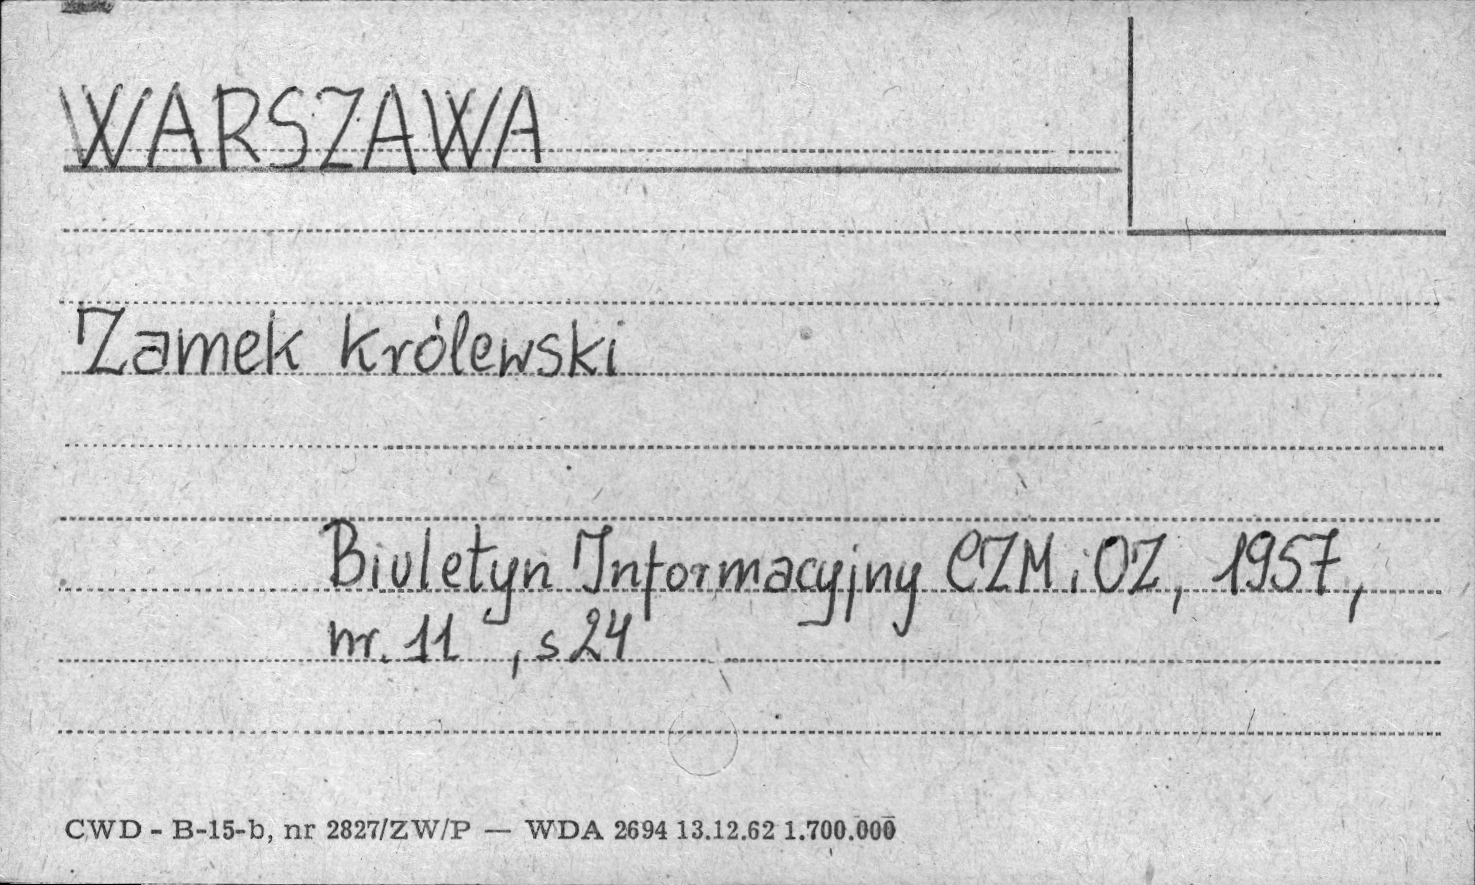 WARSZAWA
Zamek Królewski
Biuletyn Informacyjny CZM i OZ, 1957,
nr. 11 , s 24
CWD - B-15-b, nr 2827/ZW/P — WDA 2694 13.12.62 1.700.000